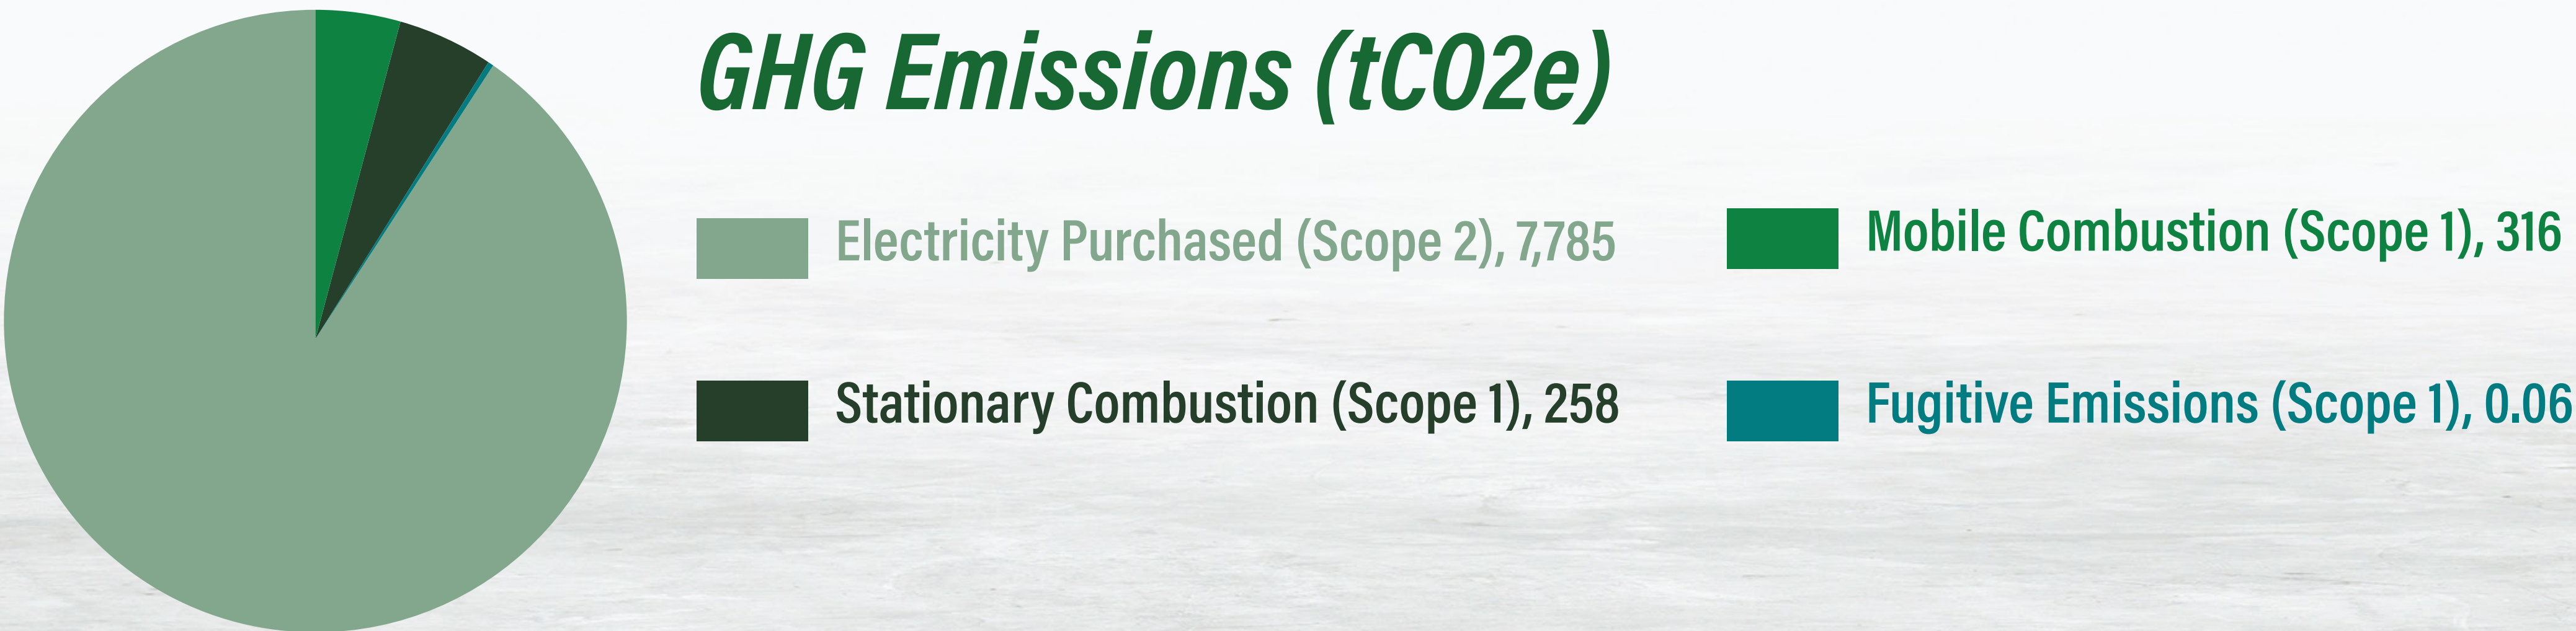 GHG Emissions (tCO2e)
Electricity Purchased (Scope 2), 7,785
Mobile Combustion (Scope 1), 316
Stationary Combustion (Scope 1), 258
Fugitive Emissions (Scope 1), 0.06